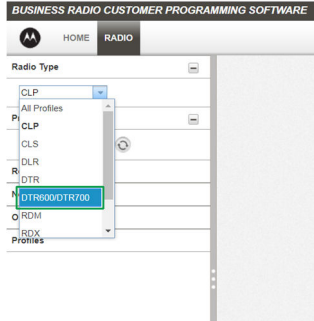 BUSINESS RADIO CUSTOMER PROGRAMMING SOFTWARE
HOME RADIO
Radio Type
CLP
All Profiles
CLP
CLS
DLR
DTR
DTR600/DTR700
RDM
RDX
Profiles